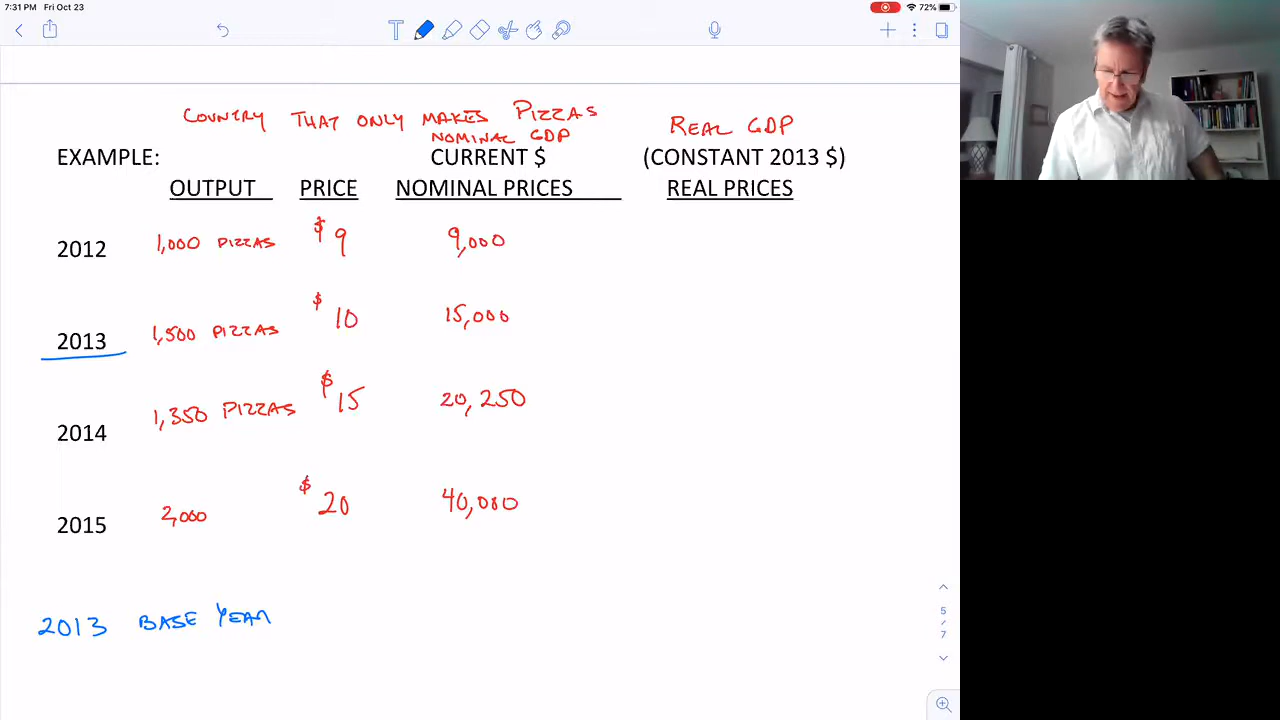 7:31 PM Fri Oct 23
72%
T
COUNTRY THAT ONLY MAKES PIZZAS
NOMINAL GDP
REAL GDP
EXAMPLE: CURRENT $ (CONSTANT 2013 $)
OUTPUT PRICE NOMINAL PRICES REAL PRICES
2012 1,000 PIZZAS $9 9,000
2013 1,500 PIZZAS $10 15,000
2014 1,350 PIZZAS $15 20,250
2015 2,000 $20 40,000
2013 BASE YEAR
5
/
7